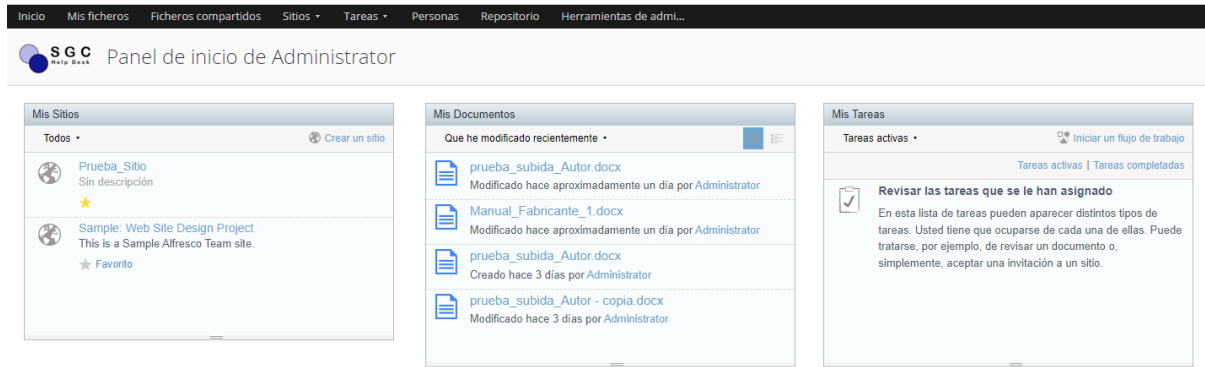 Inicio Mis ficheros Ficheros compartidos Sitios Tareas Personas Repositorio Herramientas de admi...
SGC
Help Desk
Panel de inicio de Administrator
Mis Sitios
Todos
Crear un sitio
Prueba_Sitio
Sin descripción
Sample: Web Site Design Project
This is a Sample Alfresco Team site.
Favorito
Mis Documentos
Que he modificado recientemente
prueba_subida_Autor.docx
Modificado hace aproximadamente un día por Administrator
Manual_Fabricante_1.docx
Modificado hace aproximadamente un día por Administrator
prueba_subida_Autor.docx
Creado hace 3 días por Administrator
prueba_subida_Autor - copia.docx
Modificado hace 3 días por Administrator
Mis Tareas
Tareas activas
Iniciar un flujo de trabajo
Tareas activas | Tareas completadas
Revisar las tareas que se le han asignado
En esta lista de tareas pueden aparecer distintos tipos de
tareas. Usted tiene que ocuparse de cada una de ellas. Puede
tratarse, por ejemplo, de revisar un documento o,
simplemente, aceptar una invitación a un sitio.